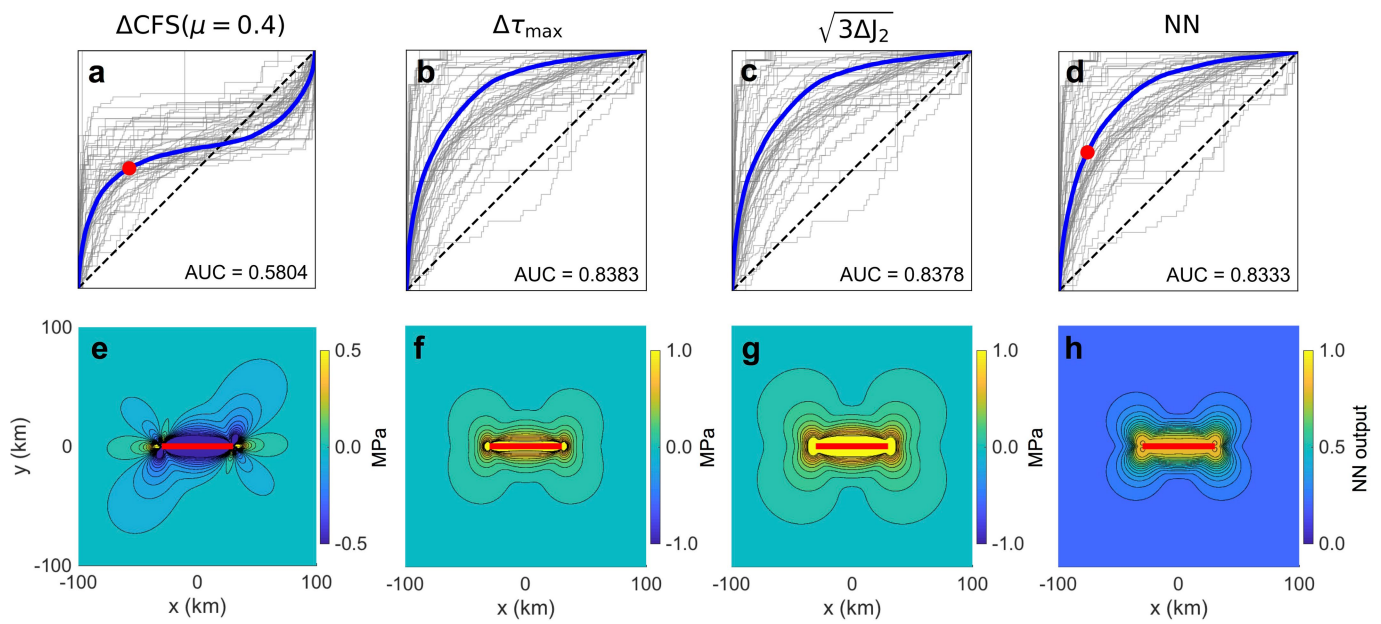 ΔCFS(μ = 0.4)
Δτmax
√3ΔJ2
NN
a
b
c
d
AUC = 0.5804
AUC = 0.8383
AUC = 0.8378
AUC = 0.8333
e
f
g
h
100
0
-100
y (km)
0.5
0.0
-0.5
MPa
1.0
0.0
-1.0
MPa
1.0
0.0
-1.0
MPa
1.0
0.5
0.0
NN output
-100 0 100
-100 0 100
-100 0 100
-100 0 100
x (km)
x (km)
x (km)
x (km)